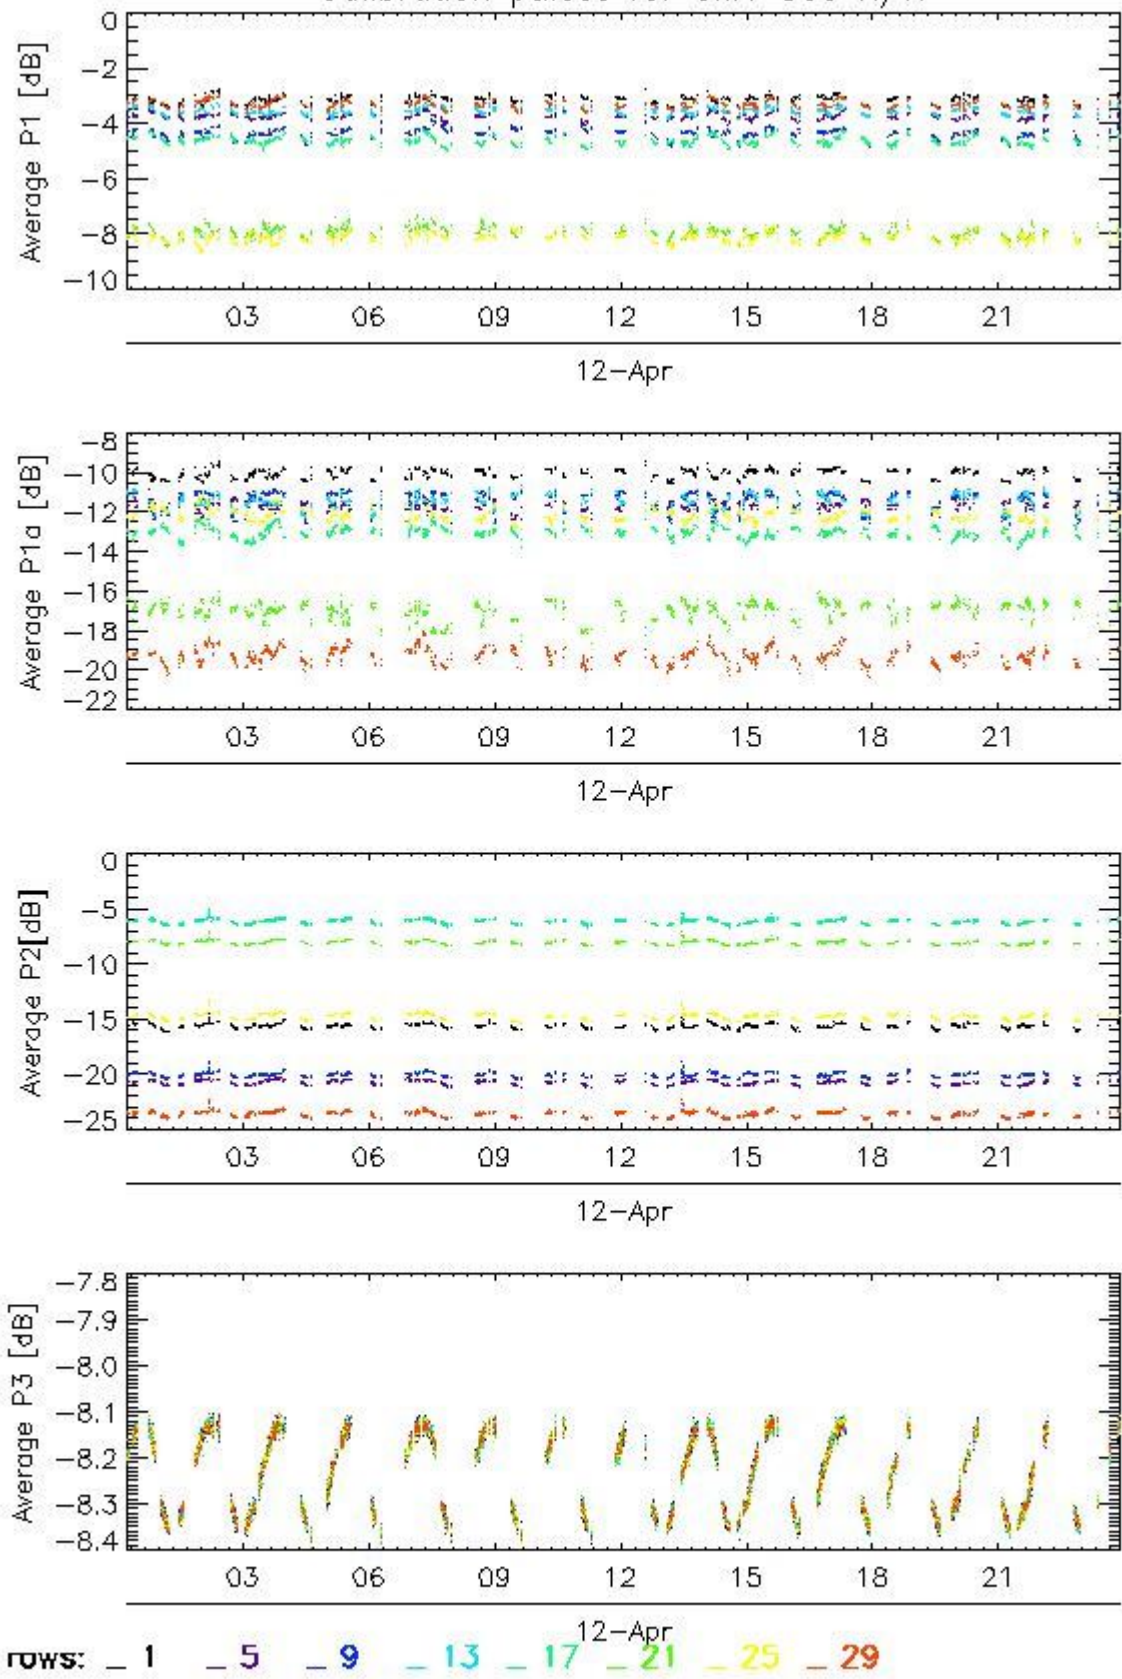 0
−2
−4
−6
−8
−10
Average P1 [dB]
03 06 09 12 15 18 21
12−Apr
−8
−10
−12
−14
−16
−18
−20
−22
Average P1a [dB]
03 06 09 12 15 18 21
12−Apr
0
−5
−10
−15
−20
−25
Average P2[dB]
03 06 09 12 15 18 21
12−Apr
−7.8
−7.9
−8.0
−8.1
−8.2
−8.3
−8.4
Average P3 [dB]
03 06 09 12 15 18 21
12−Apr
rows: _ 1 _ 5 _ 9 _ 13 _ 17 _ 21 _ 25 _ 29